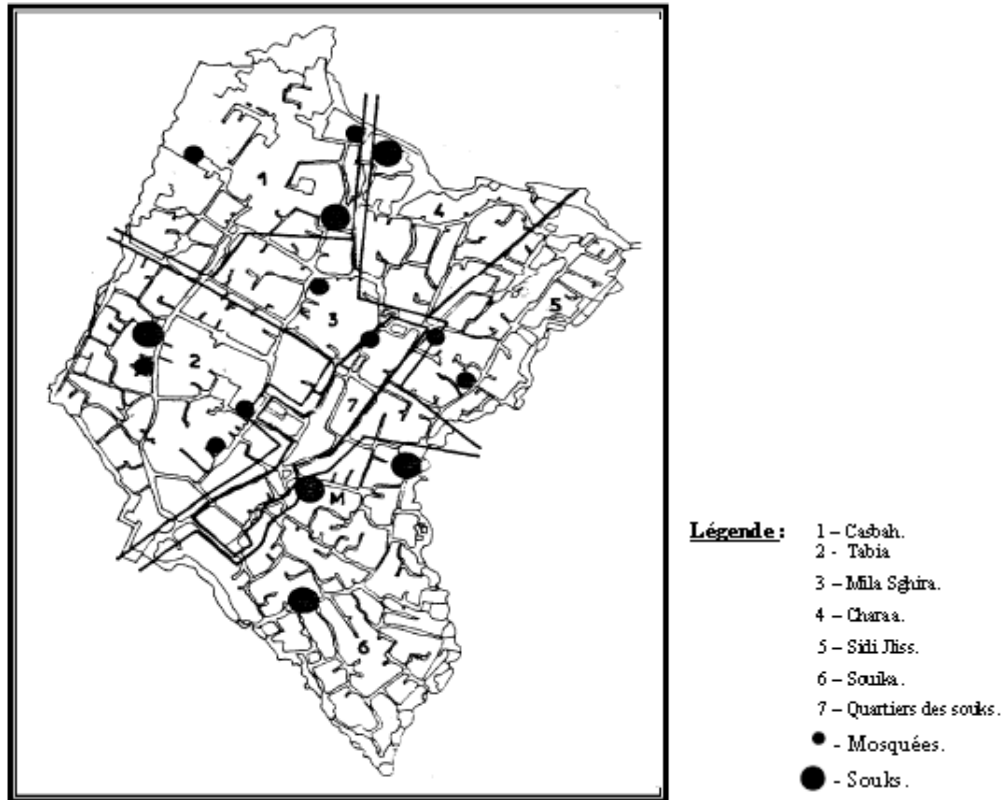 1
4
5
3
2
7
M
6
Légende :
1 – Casbah.
2 - Tabia
3 – Mila Sghira.
4 – Charaa.
5 – Sidi Jliss.
6 – Souika.
7 – Quartiers des souks.
- Mosquées.
- Souks.